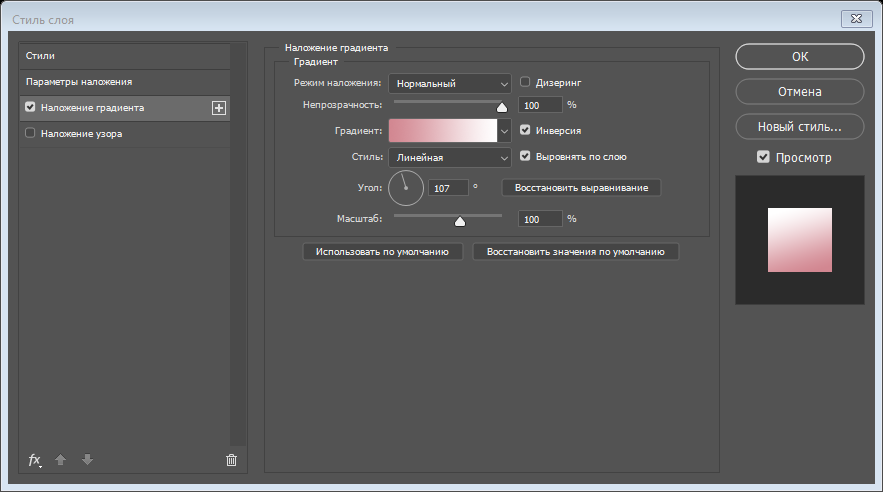 Стиль слоя
Стили
Параметры наложения
Наложение градиента
Наложение узора
fx
Наложение градиента
Градиент
Режим наложения: Нормальный Дизеринг
Непрозрачность: 100 %
Градиент: Инверсия
Стиль: Линейная Выровнять по слою
Угол: 107 ° Восстановить выравнивание
Масштаб: 100 %
Использовать по умолчанию Восстановить значения по умолчанию
ОК
Отмена
Новый стиль...
Просмотр